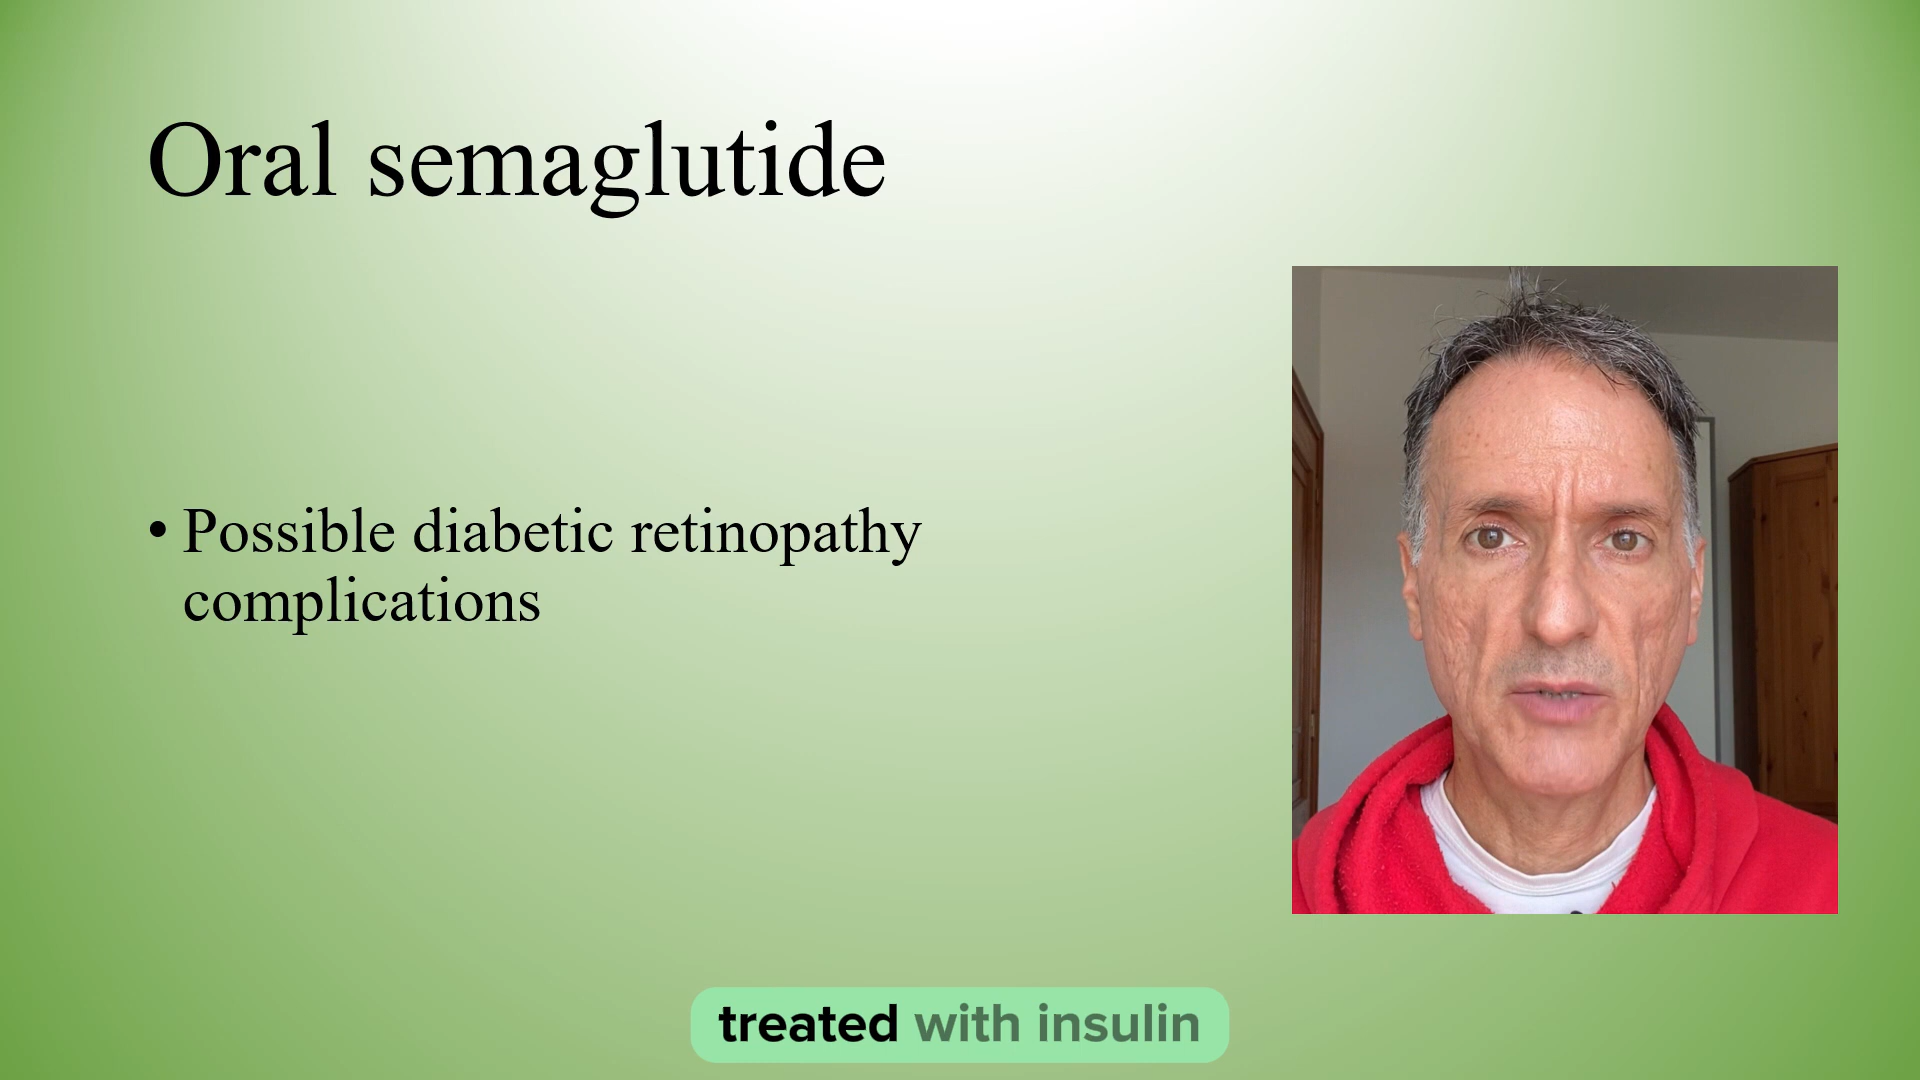 Oral semaglutide
• Possible diabetic retinopathy
complications
treated with insulin